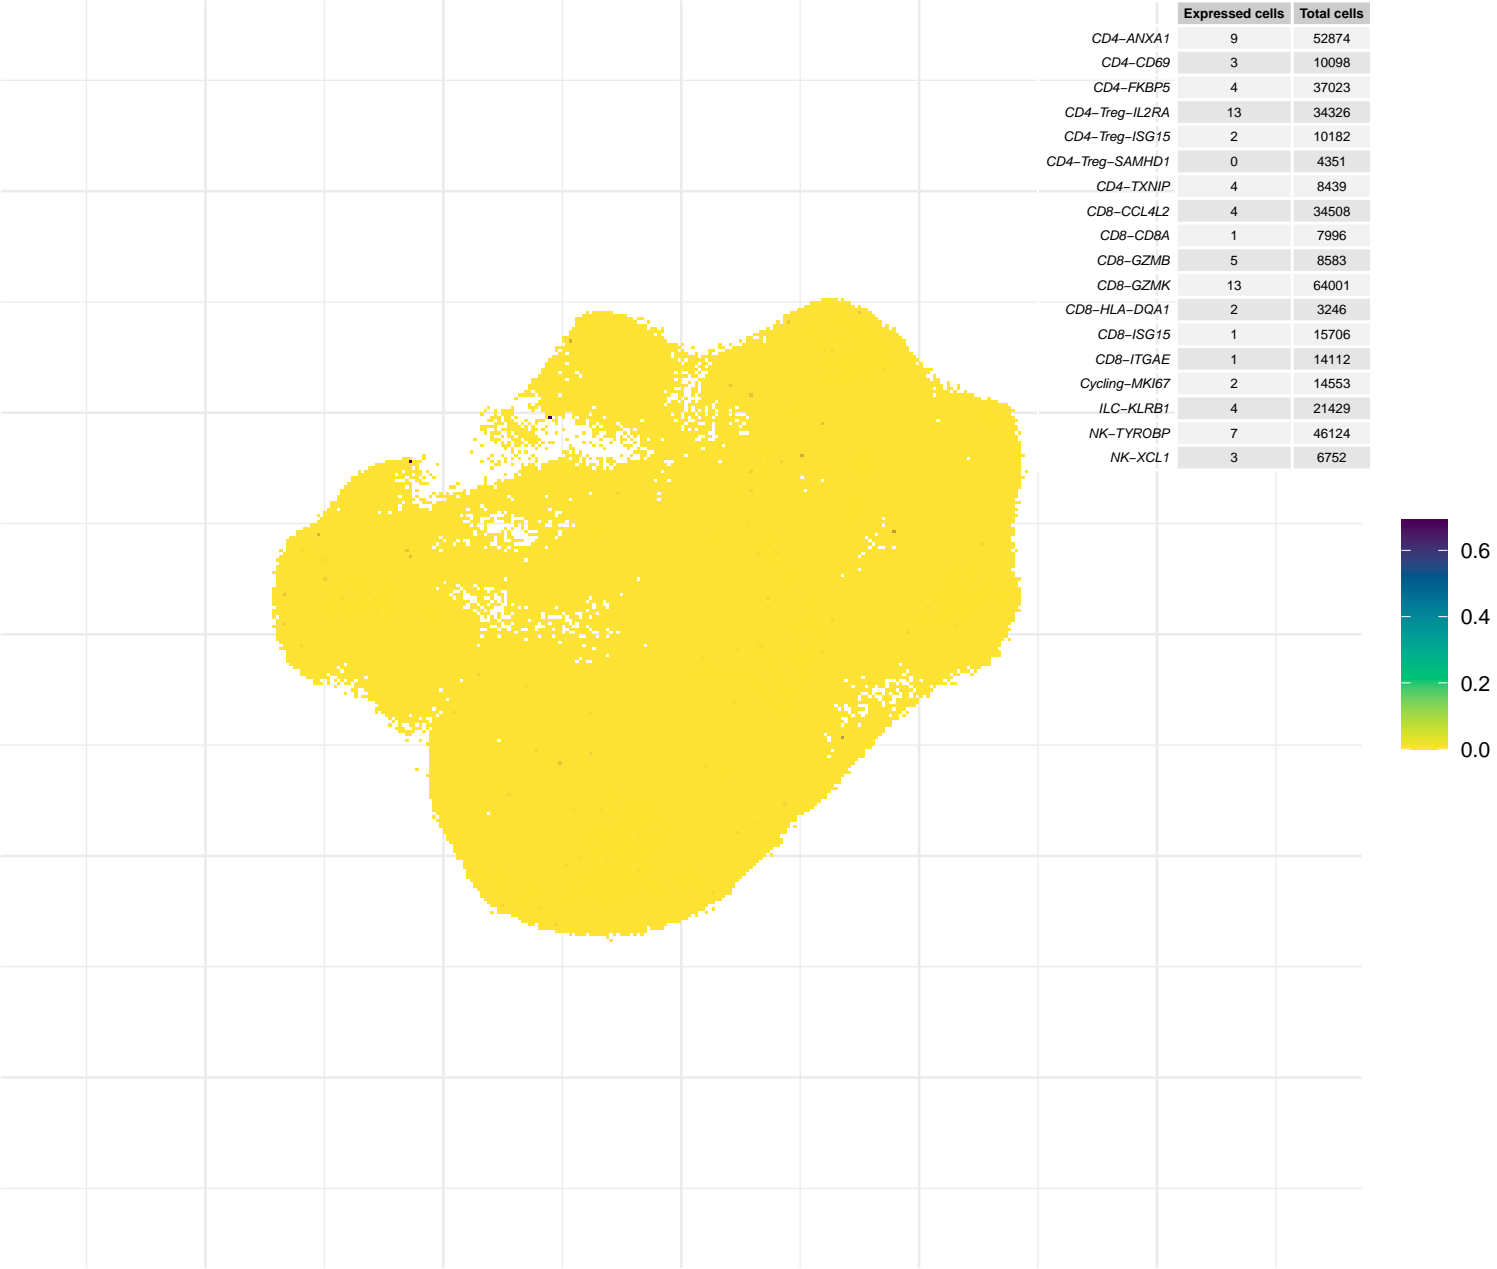 Expressed cells Total cells
CD4−ANXA1 9 52874
CD4−CD69 3 10098
CD4−FKBP5 4 37023
CD4−Treg−IL2RA 13 34326
CD4−Treg−ISG15 2 10182
CD4−Treg−SAMHD1 0 4351
CD4−TXNIP 4 8439
CD8−CCL4L2 4 34508
CD8−CD8A 1 7996
CD8−GZMB 5 8583
CD8−GZMK 13 64001
CD8−HLA−DQA1 2 3246
CD8−ISG15 1 15706
CD8−ITGAE 1 14112
Cycling−MKI67 2 14553
ILC−KLRB1 4 21429
NK−TYROBP 7 46124
NK−XCL1 3 6752
0.6
0.4
0.2
0.0